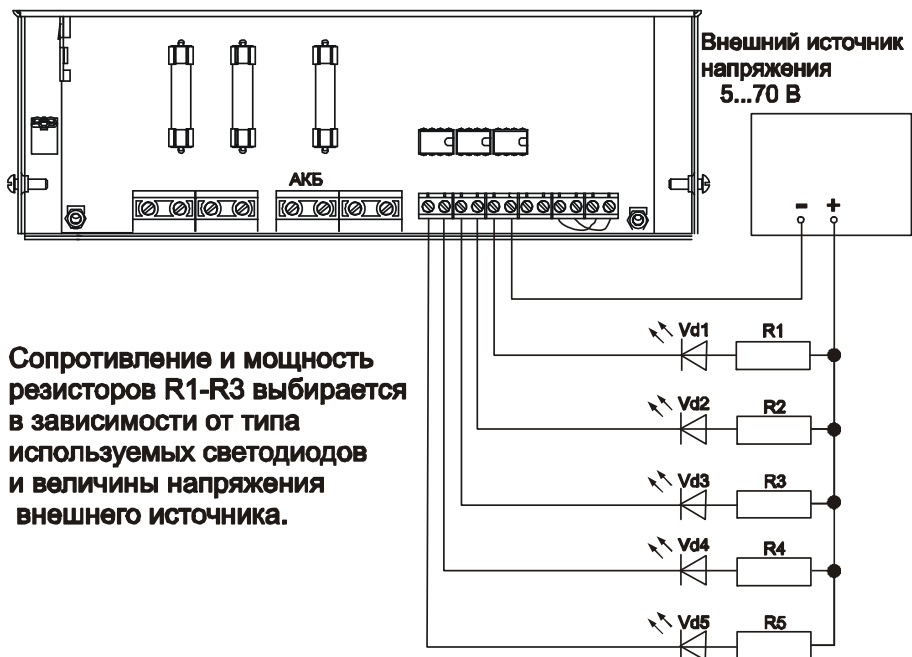 Внешний источник
напряжения
5...70 В
АКБ
- +
Vd1 R1
Vd2 R2
Vd3 R3
Vd4 R4
Vd5 R5
Сопротивление и мощность
резисторов R1-R3 выбирается
в зависимости от типа
используемых светодиодов
и величины напряжения
внешнего источника.